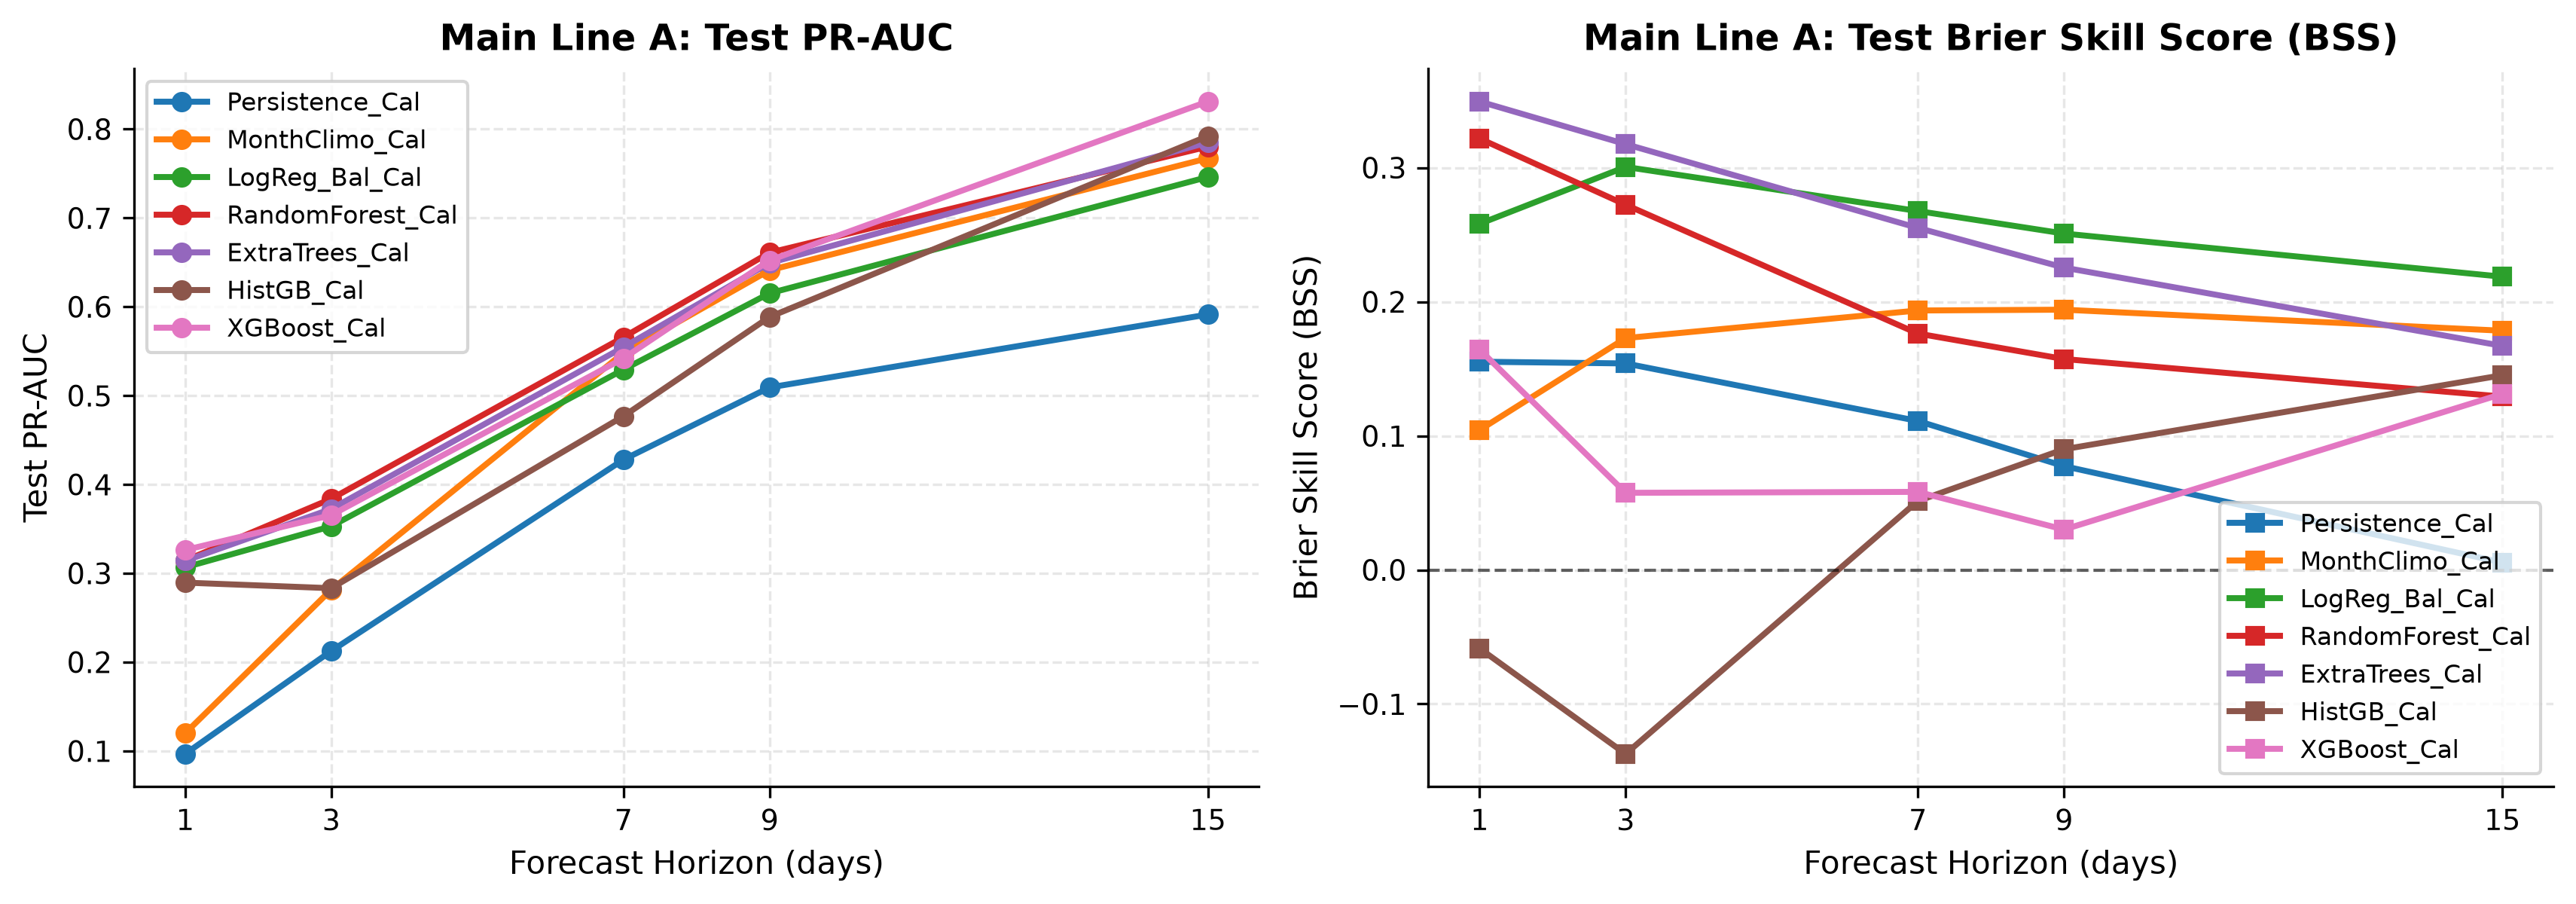 Main Line A: Test PR-AUC
Test PR-AUC
0.8
0.7
0.6
0.5
0.4
0.3
0.2
0.1
Persistence_Cal
MonthClimo_Cal
LogReg_Bal_Cal
RandomForest_Cal
ExtraTrees_Cal
HistGB_Cal
XGBoost_Cal
1 3 7 9 15
Forecast Horizon (days)
Main Line A: Test Brier Skill Score (BSS)
Brier Skill Score (BSS)
0.3
0.2
0.1
0.0
−0.1
Persistence_Cal
MonthClimo_Cal
LogReg_Bal_Cal
RandomForest_Cal
ExtraTrees_Cal
HistGB_Cal
XGBoost_Cal
1 3 7 9 15
Forecast Horizon (days)